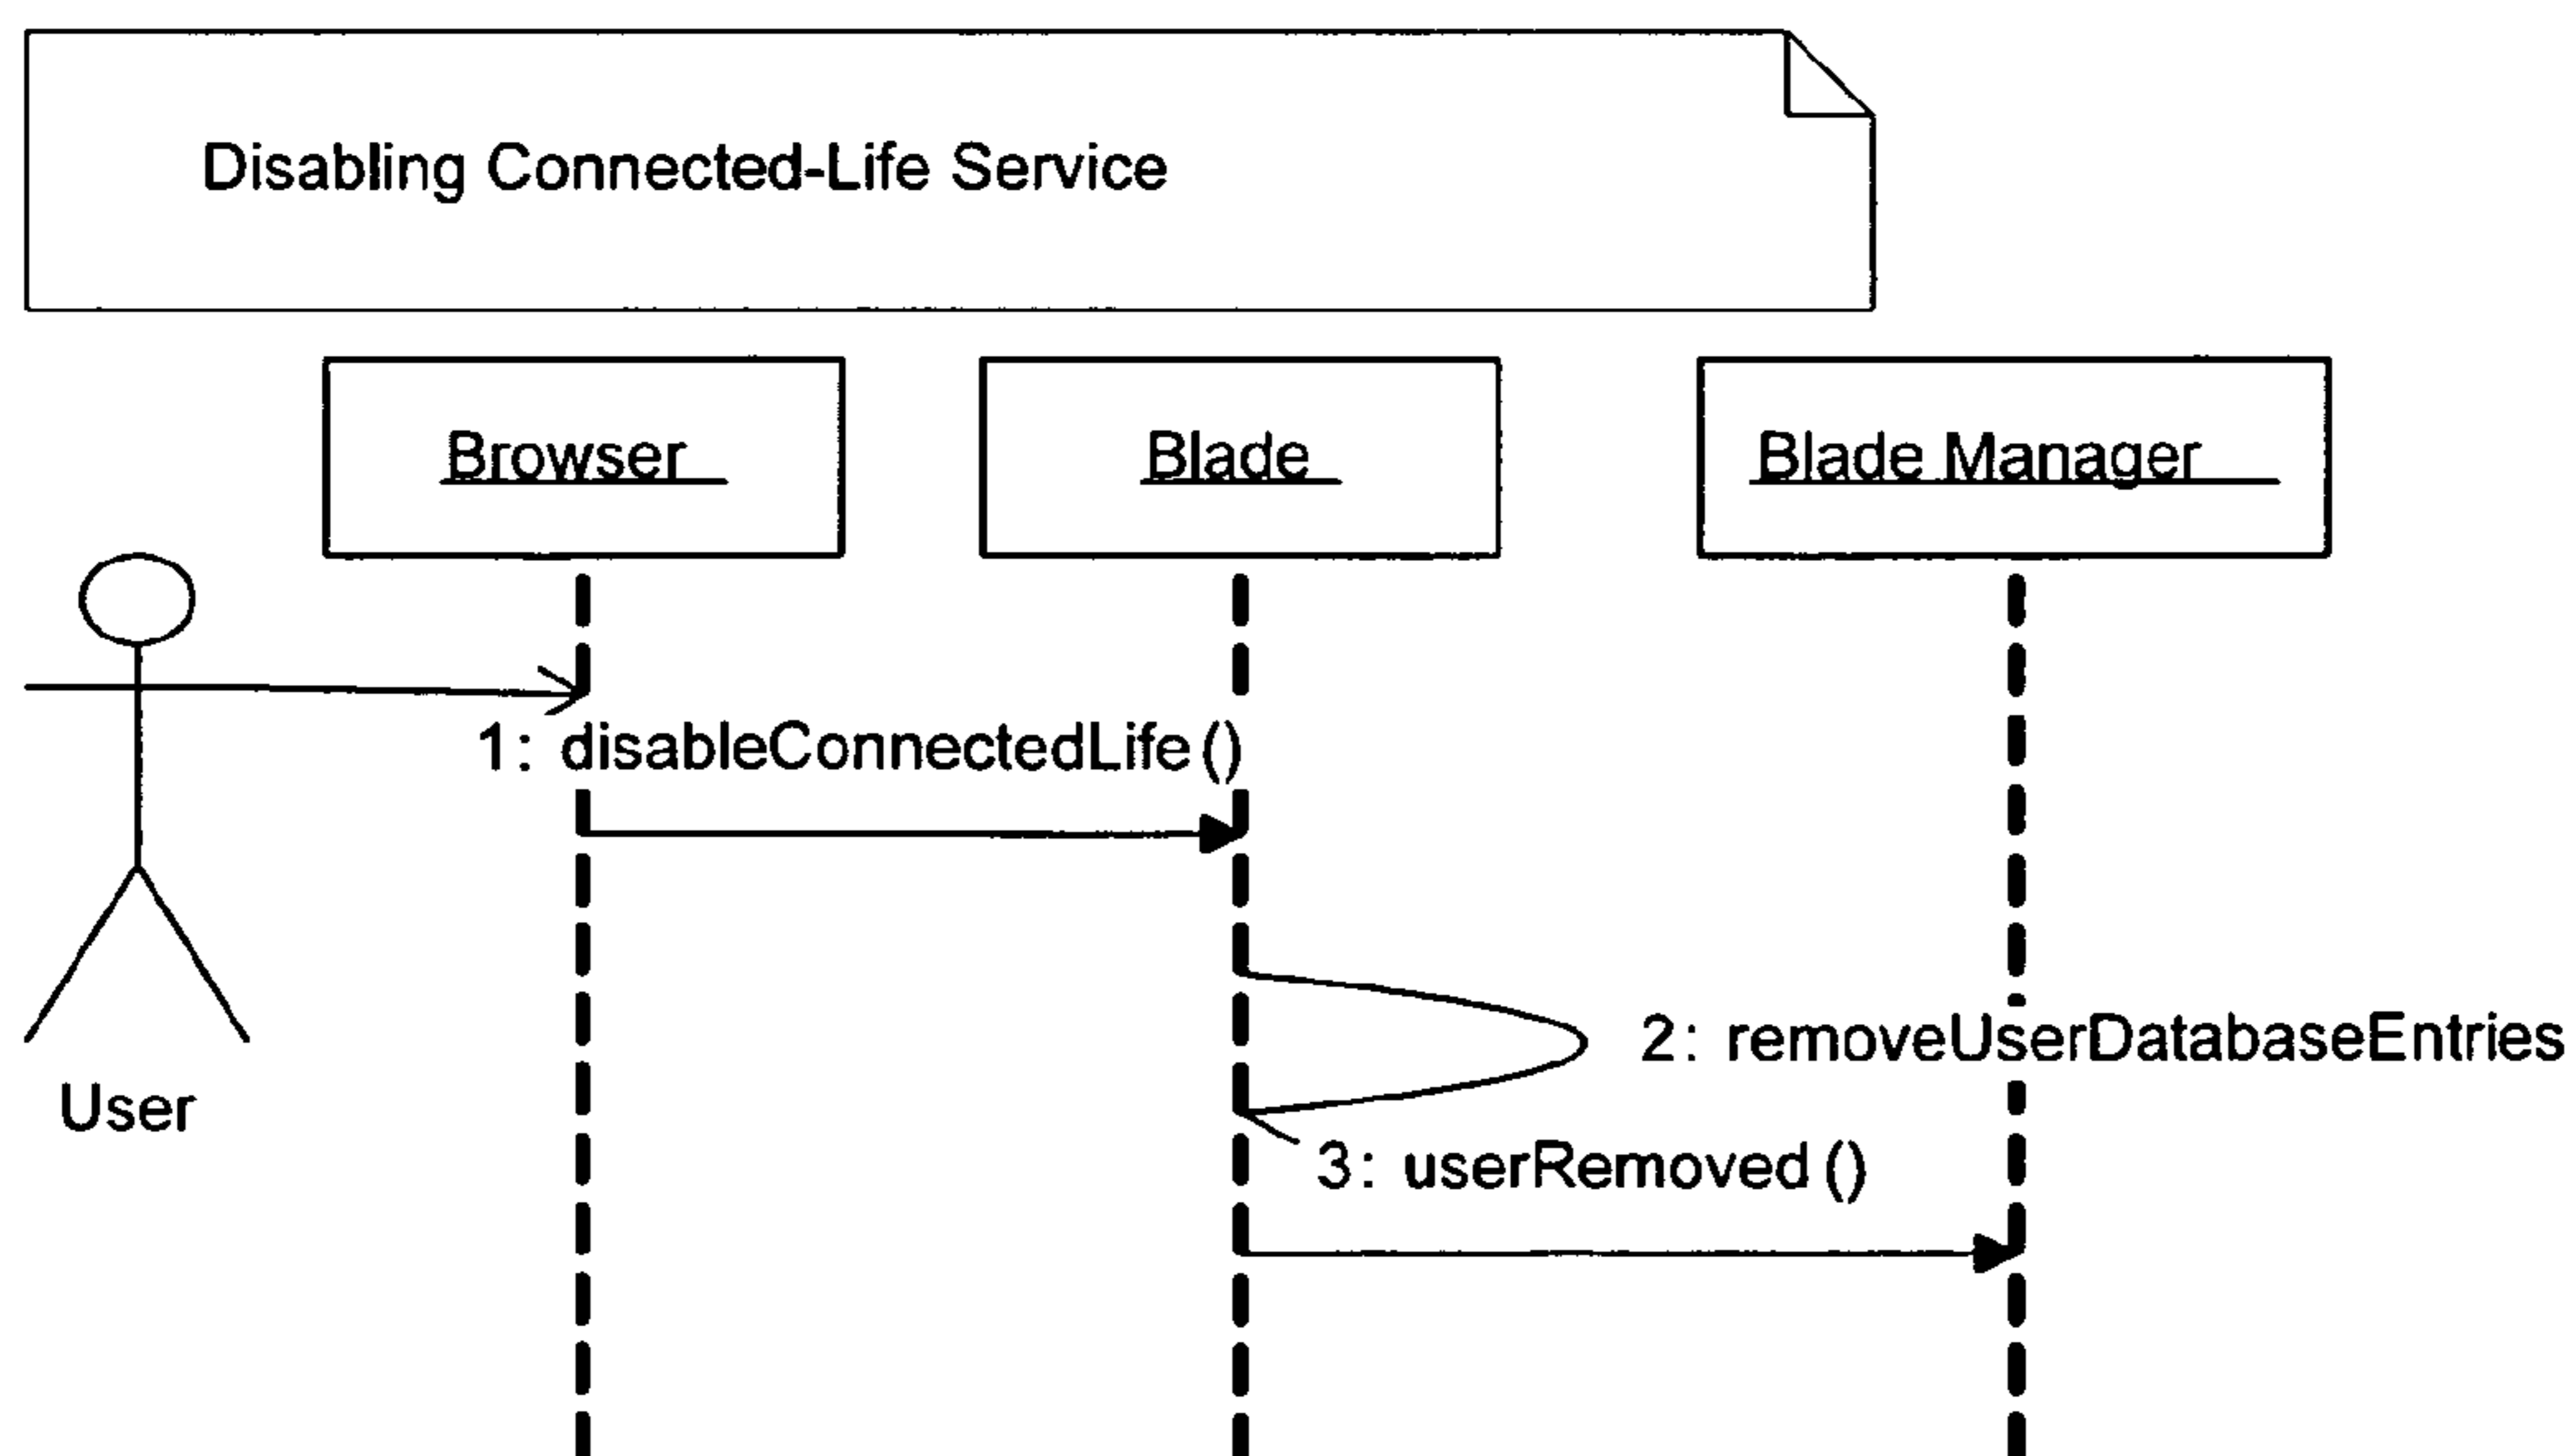 Disabling Connected-Life Service
Browser
Blade
Blade Manager
1: disableConnectedLife()
2: removeUserDatabaseEntries
User
3: userRemoved()